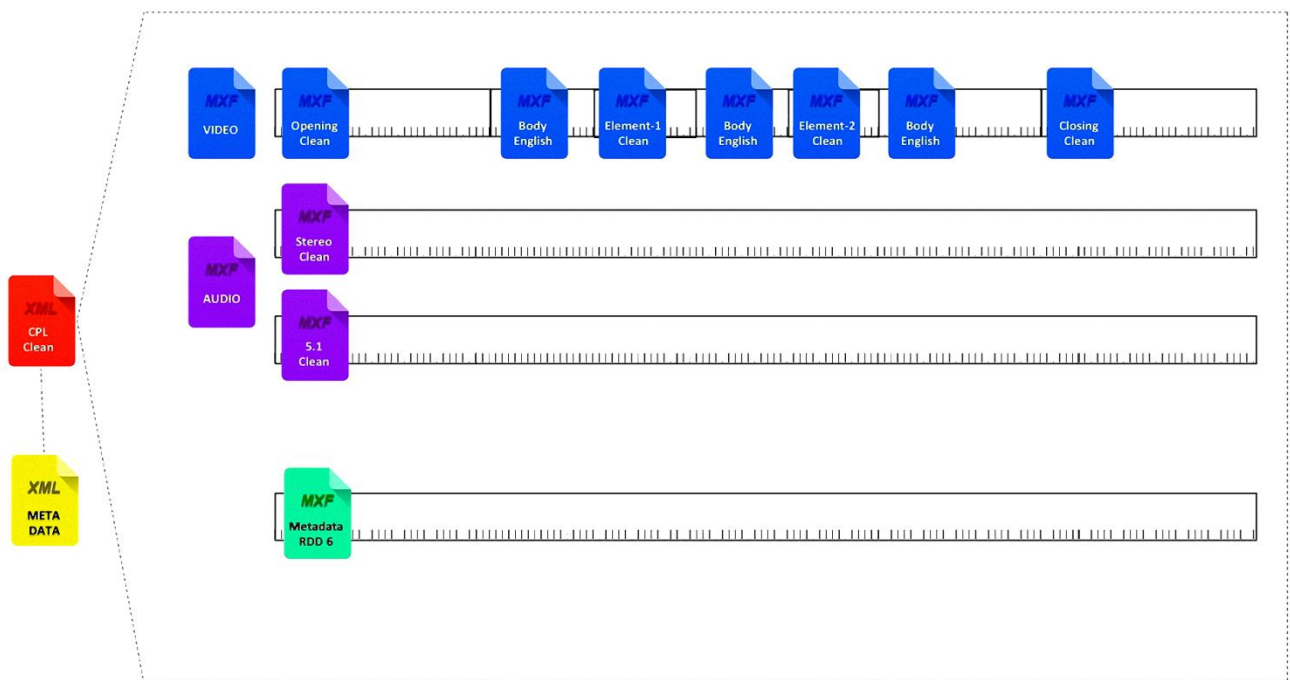 MXF
VIDEO
MXF
Opening
Clean
MXF
Body
English
MXF
Element-1
Clean
MXF
Body
English
MXF
Element-2
Clean
MXF
Body
English
MXF
Closing
Clean
MXF
AUDIO
MXF
Stereo
Clean
MXF
5.1
Clean
XML
CPL
Clean
XML
META
DATA
MXF
Metadata
RDD 6